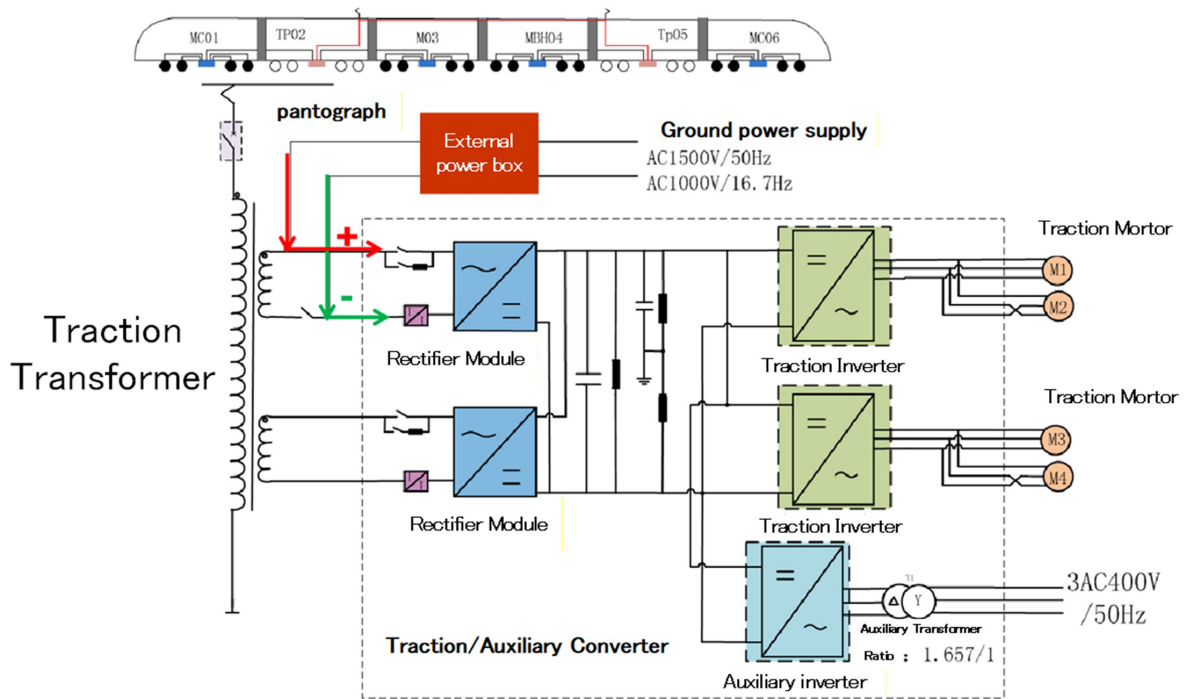 MC01 TP02 M03 MBH04 Tp05 MC06
pantograph
External
power box
Ground power supply
AC1500V/50Hz
AC1000V/16.7Hz
Traction
Transformer
+
-
Rectifier Module
Rectifier Module
Traction Inverter
Traction Inverter
Traction Mortor
M1
M2
Traction Mortor
M3
M4
Traction/Auxiliary Converter
Auxiliary inverter
Δ Y
Auxiliary Transformer
Ratio : 1.657/1
3AC400V
/50Hz